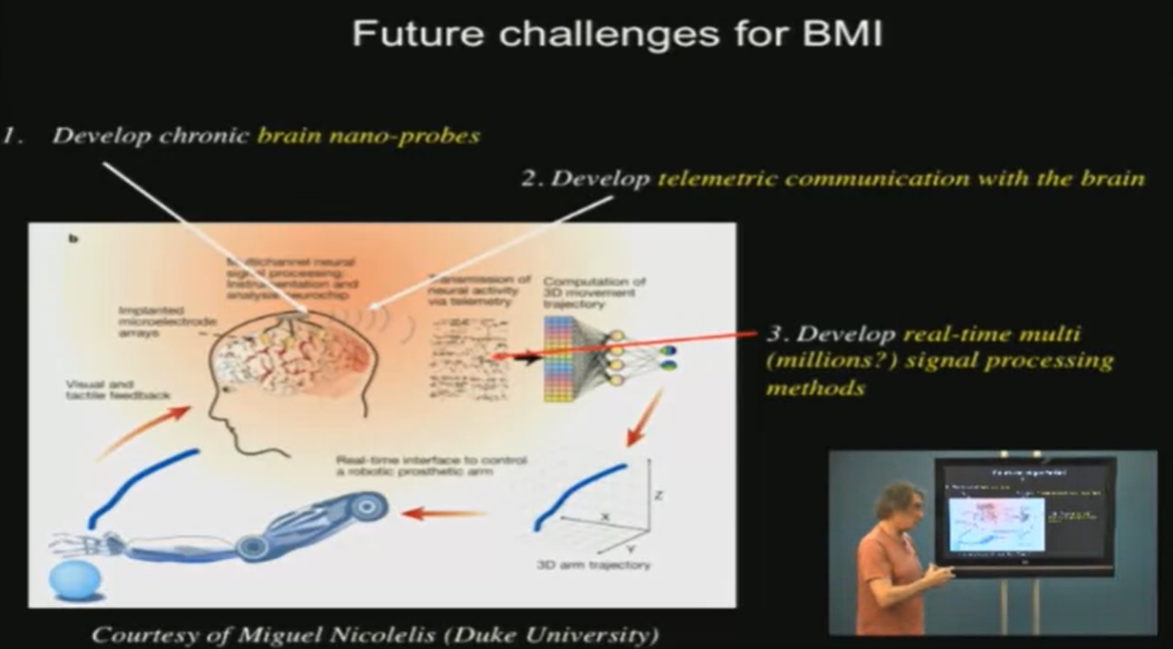 Future challenges for BMI
1. Develop chronic brain nano-probes
2. Develop telemetric communication with the brain
b
Multichannel neural
signal processing:
Instrumentation and
analysis neurochip
Transmission of
neural activity
via telemetry
Computation of
3D movement
trajectory
Implanted
microelectrode
arrays
3. Develop real-time multi
(millions?) signal processing
methods
Visual and
tactile feedback
Real-time interface to control
a robotic prosthetic arm
Z
X
Y
3D arm trajectory
Courtesy of Miguel Nicolelis (Duke University)